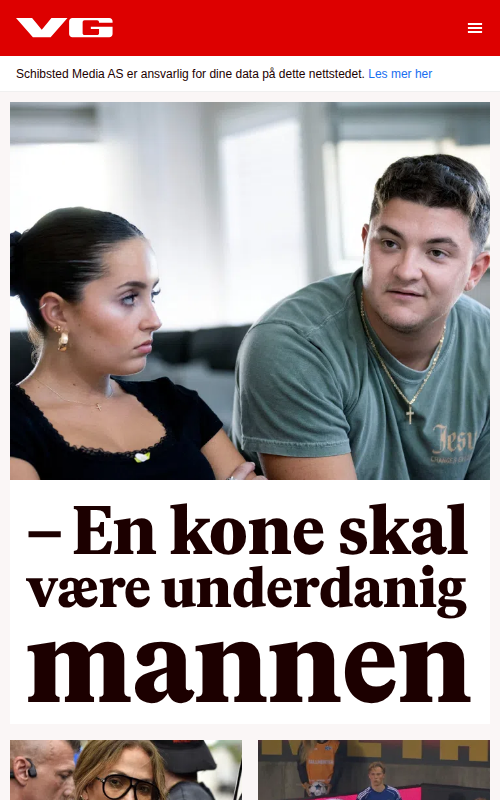 VG
Schibsted Media AS er ansvarlig for dine data på dette nettstedet. Les mer her
– En kone skal
være underdanig
mannen